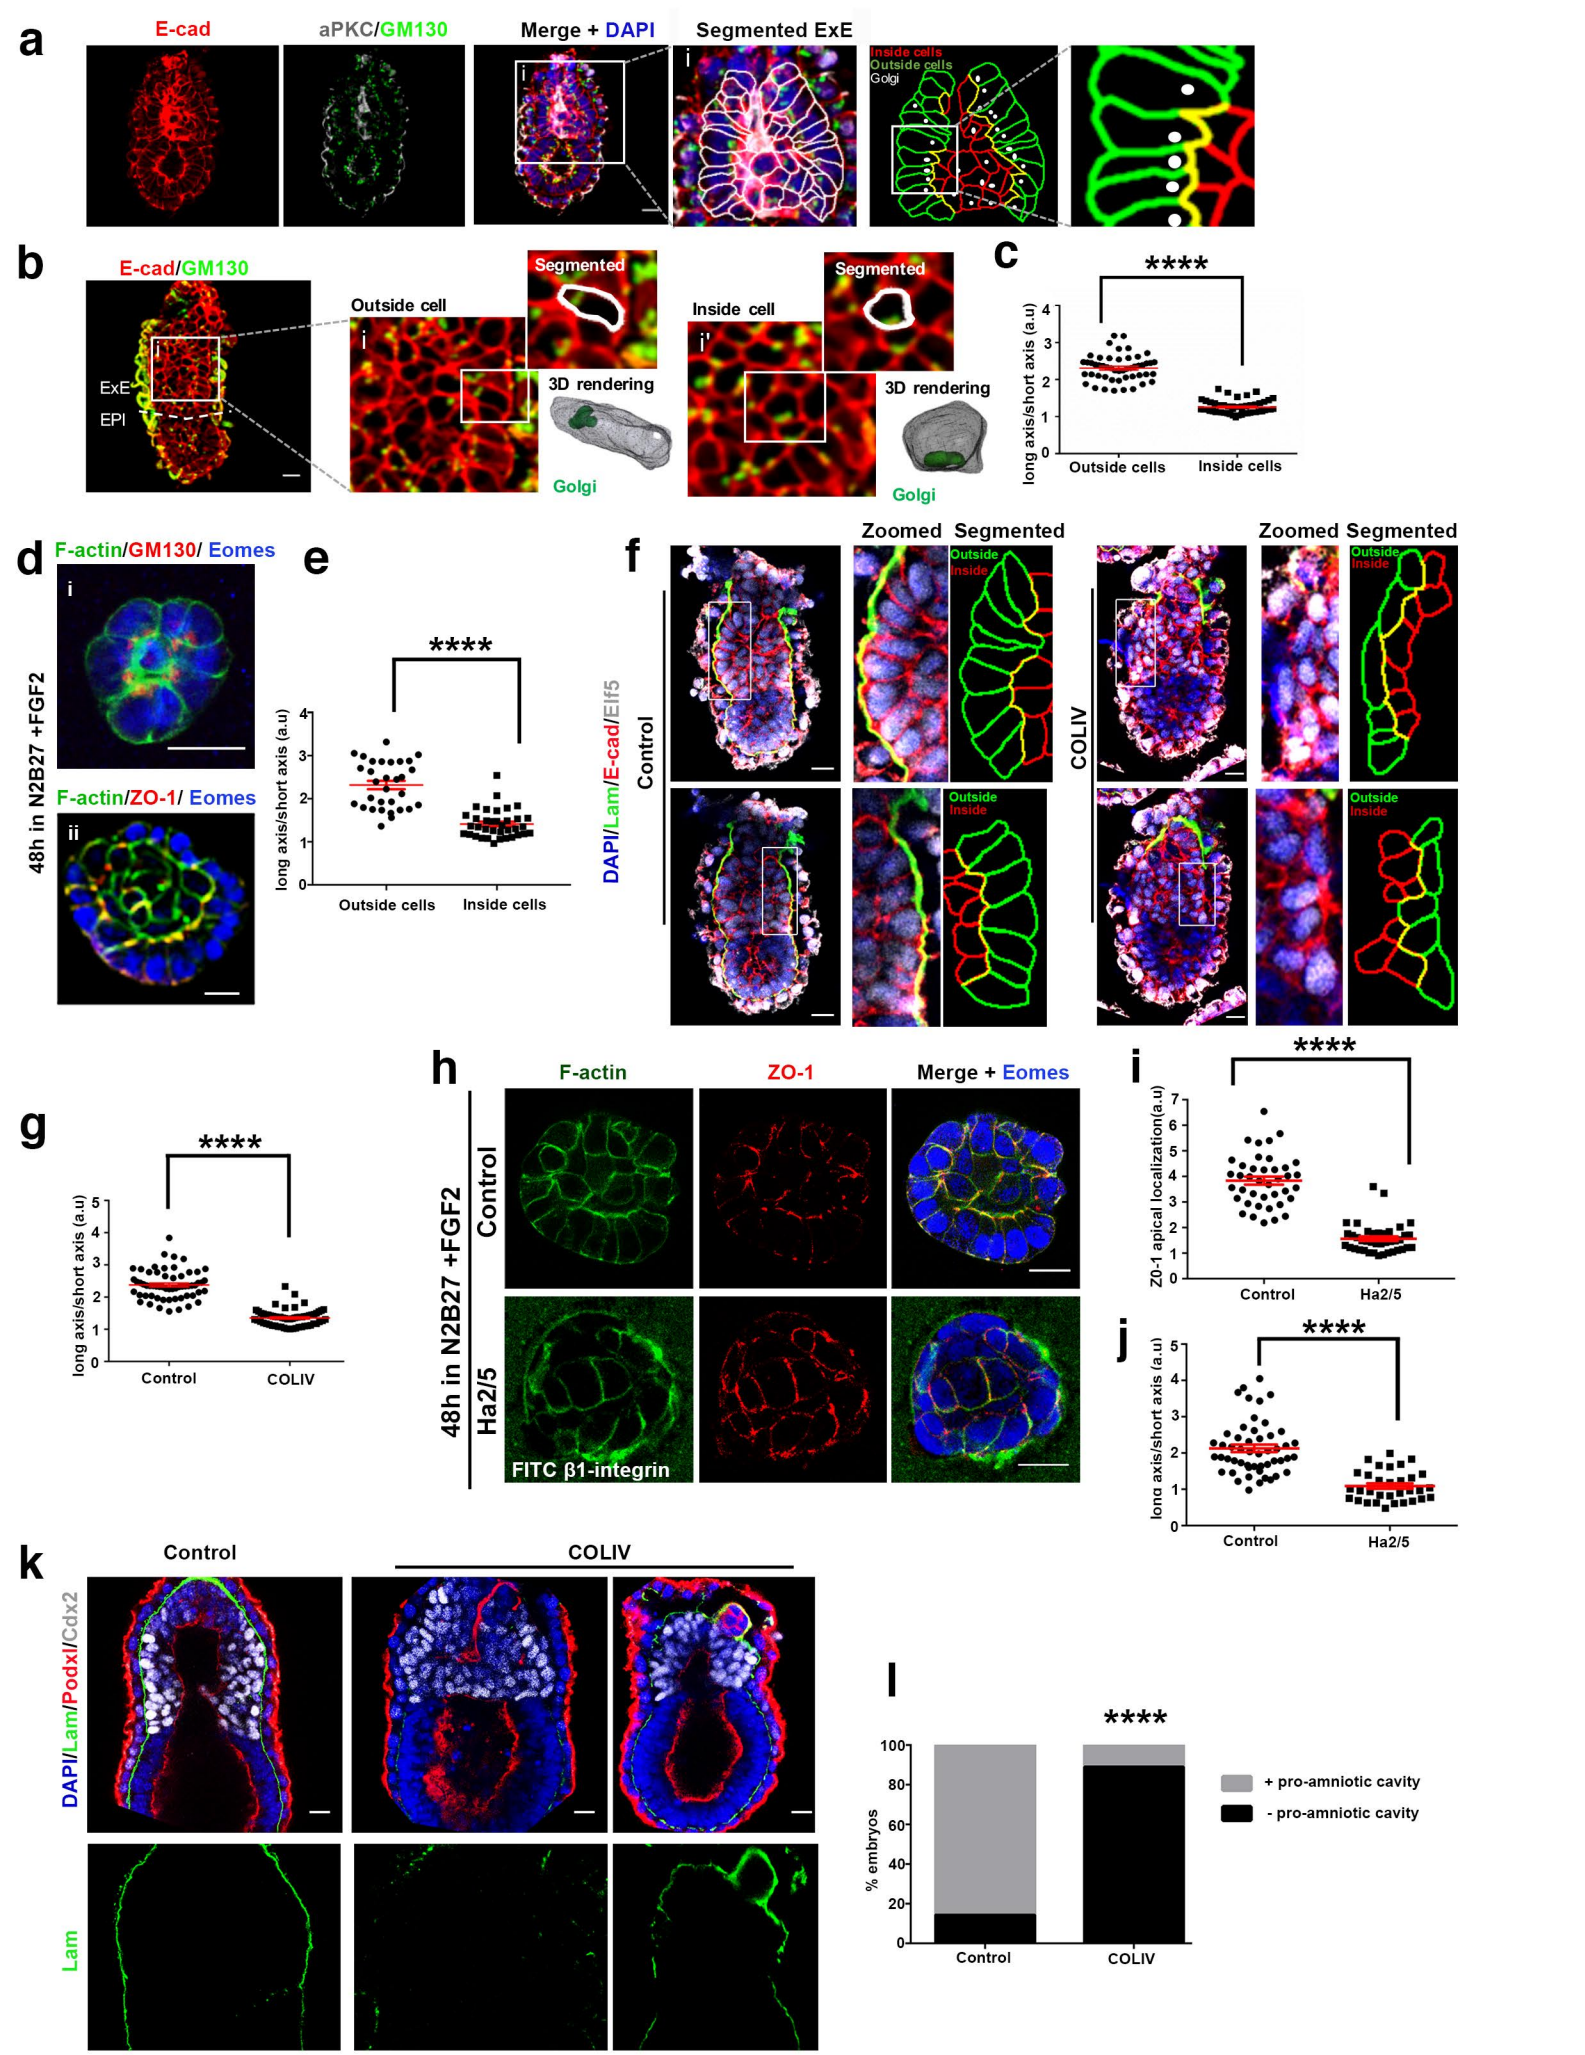 a
E-cad
aPKC/GM130
Merge + DAPI
Segmented ExE
i
i
Inside cells
Outside cells
Golgi
b
E-cad/GM130
i
ExE
EPI
Outside cell
i
Segmented
3D rendering
Golgi
Inside cell
i'
Segmented
3D rendering
Golgi
c
****
long axis/short axis (a.u)
4
3
2
1
0
Outside cells
Inside cells
d
F-actin/GM130/ Eomes
i
F-actin/ZO-1/ Eomes
ii
48h in N2B27 +FGF2
e
****
long axis/short axis (a.u)
4
3
2
1
0
Outside cells
Inside cells
f
DAPI/Lam/E-cad/Elf5
Control
Zoomed
Segmented
Outside
Inside
Outside
Inside
COLIV
Zoomed
Segmented
Outside
Inside
Outside
Inside
g
****
long axis/short axis (a.u)
5
4
3
2
1
0
Control
COLIV
h
F-actin
ZO-1
Merge + Eomes
48h in N2B27 +FGF2
Control
Ha2/5
FITC β1-integrin
i
****
Z0-1 apical localization(a.u)
7
6
5
4
3
2
1
0
Control
Ha2/5
j
****
long axis/short axis (a.u)
5
4
3
2
1
0
Control
Ha2/5
k
Control
COLIV
DAPI/Lam/Podxl/Cdx2
Lam
l
****
% embryos
100
80
60
40
20
0
Control
COLIV
+ pro-amniotic cavity
- pro-amniotic cavity